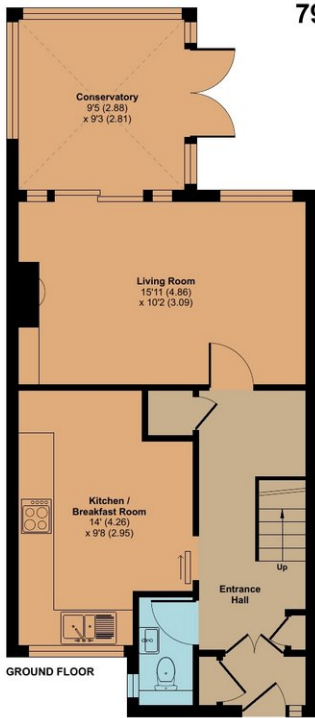 79
Conservatory
9'5 (2.88)
x 9'3 (2.81)
Living Room
15'11 (4.86)
x 10'2 (3.09)
Kitchen /
Breakfast Room
14' (4.26)
x 9'8 (2.95)
Up
Entrance
Hall
GROUND FLOOR